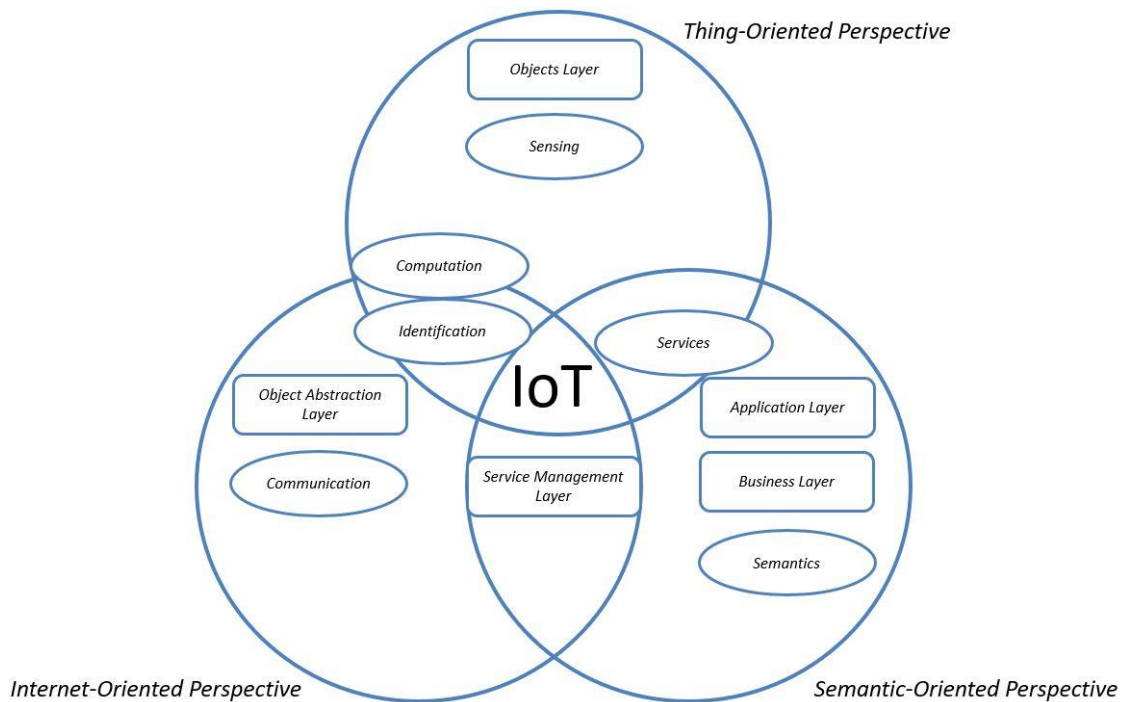 Thing-Oriented Perspective
Objects Layer
Sensing
Computation
Identification
Services
IoT
Object Abstraction
Layer
Application Layer
Communication
Service Management
Layer
Business Layer
Semantics
Internet-Oriented Perspective
Semantic-Oriented Perspective